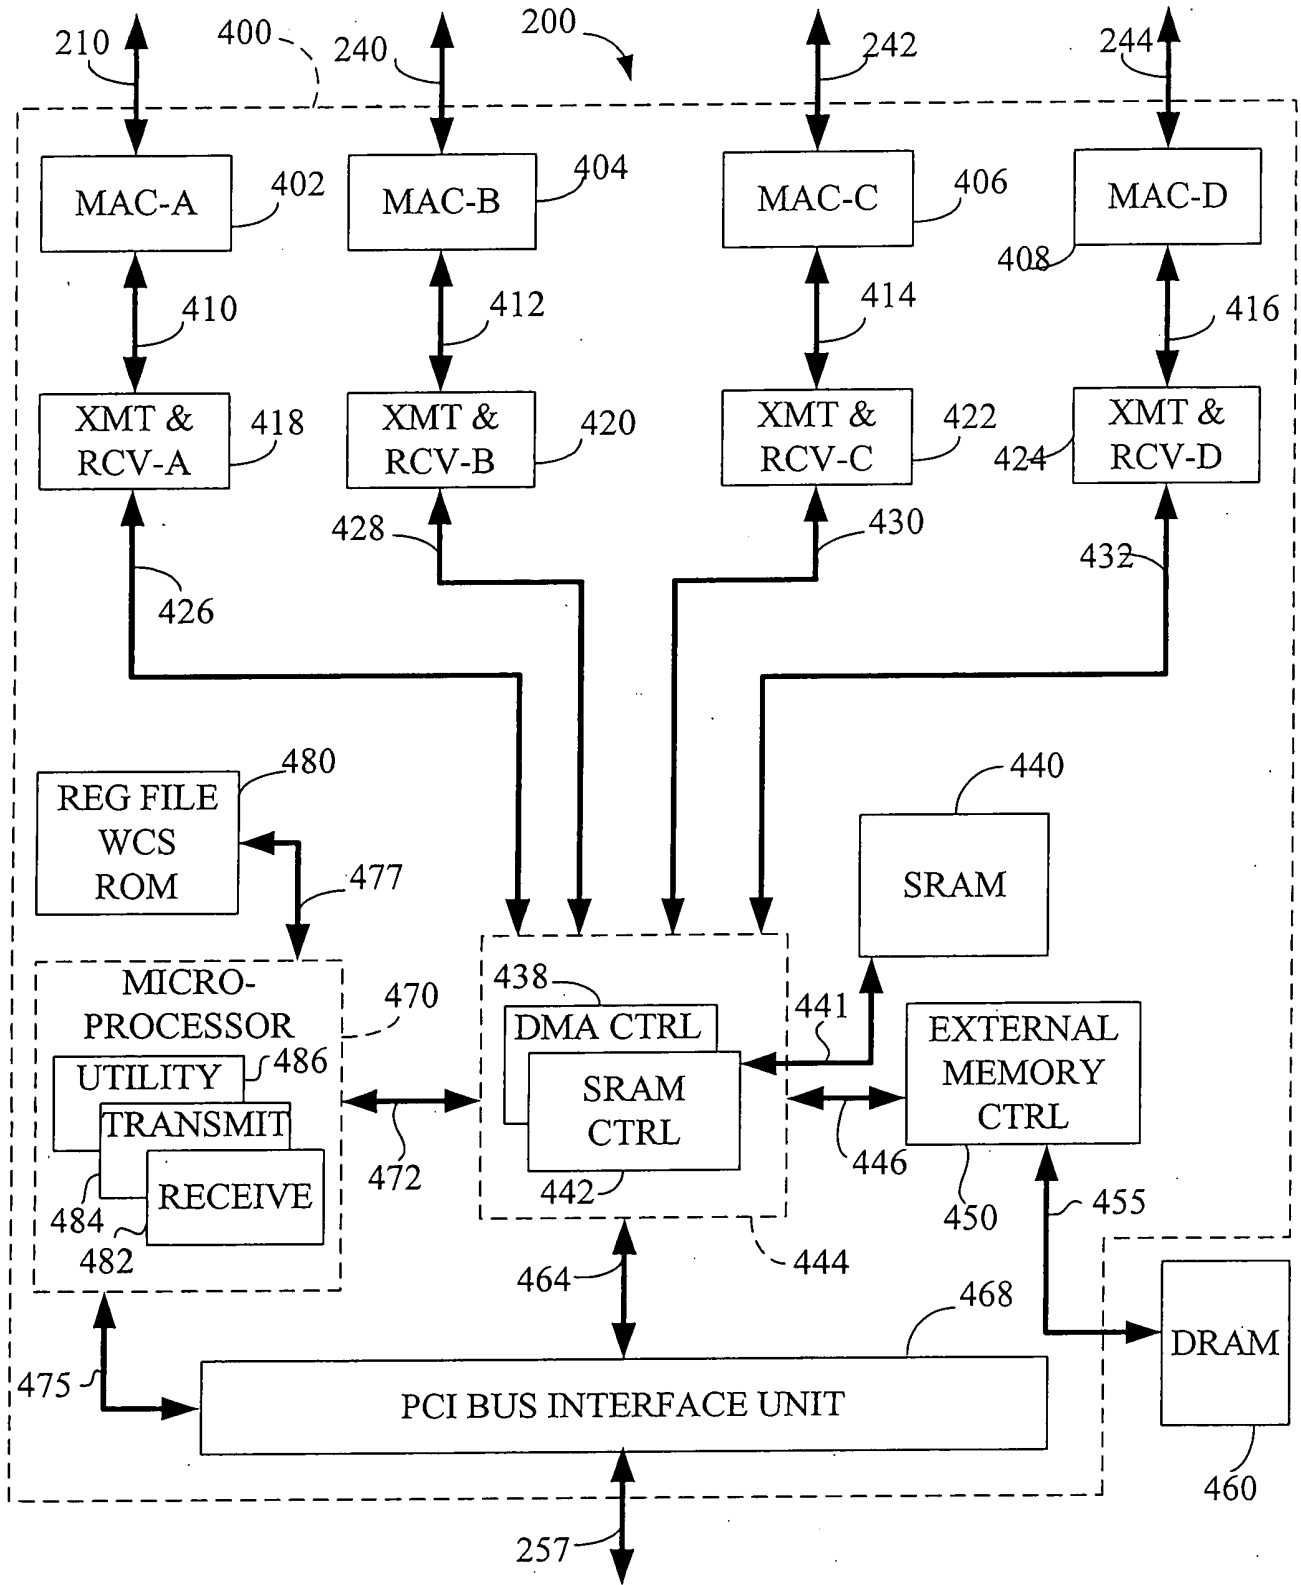 210
400
240
200
242
244
MAC-A
402
MAC-B
404
MAC-C
406
MAC-D
408
410
412
414
416
XMT &
RCV-A
418
XMT &
RCV-B
420
XMT &
RCV-C
422
XMT &
RCV-D
424
426
428
430
432
REG FILE
WCS
ROM
480
477
440
SRAM
MICRO-
PROCESSOR
470
UTILITY
486
TRANSMIT
484
RECEIVE
482
472
438
DMA CTRL
SRAM
CTRL
442
444
441
446
EXTERNAL
MEMORY
CTRL
450
455
464
468
475
PCI BUS INTERFACE UNIT
DRAM
460
257